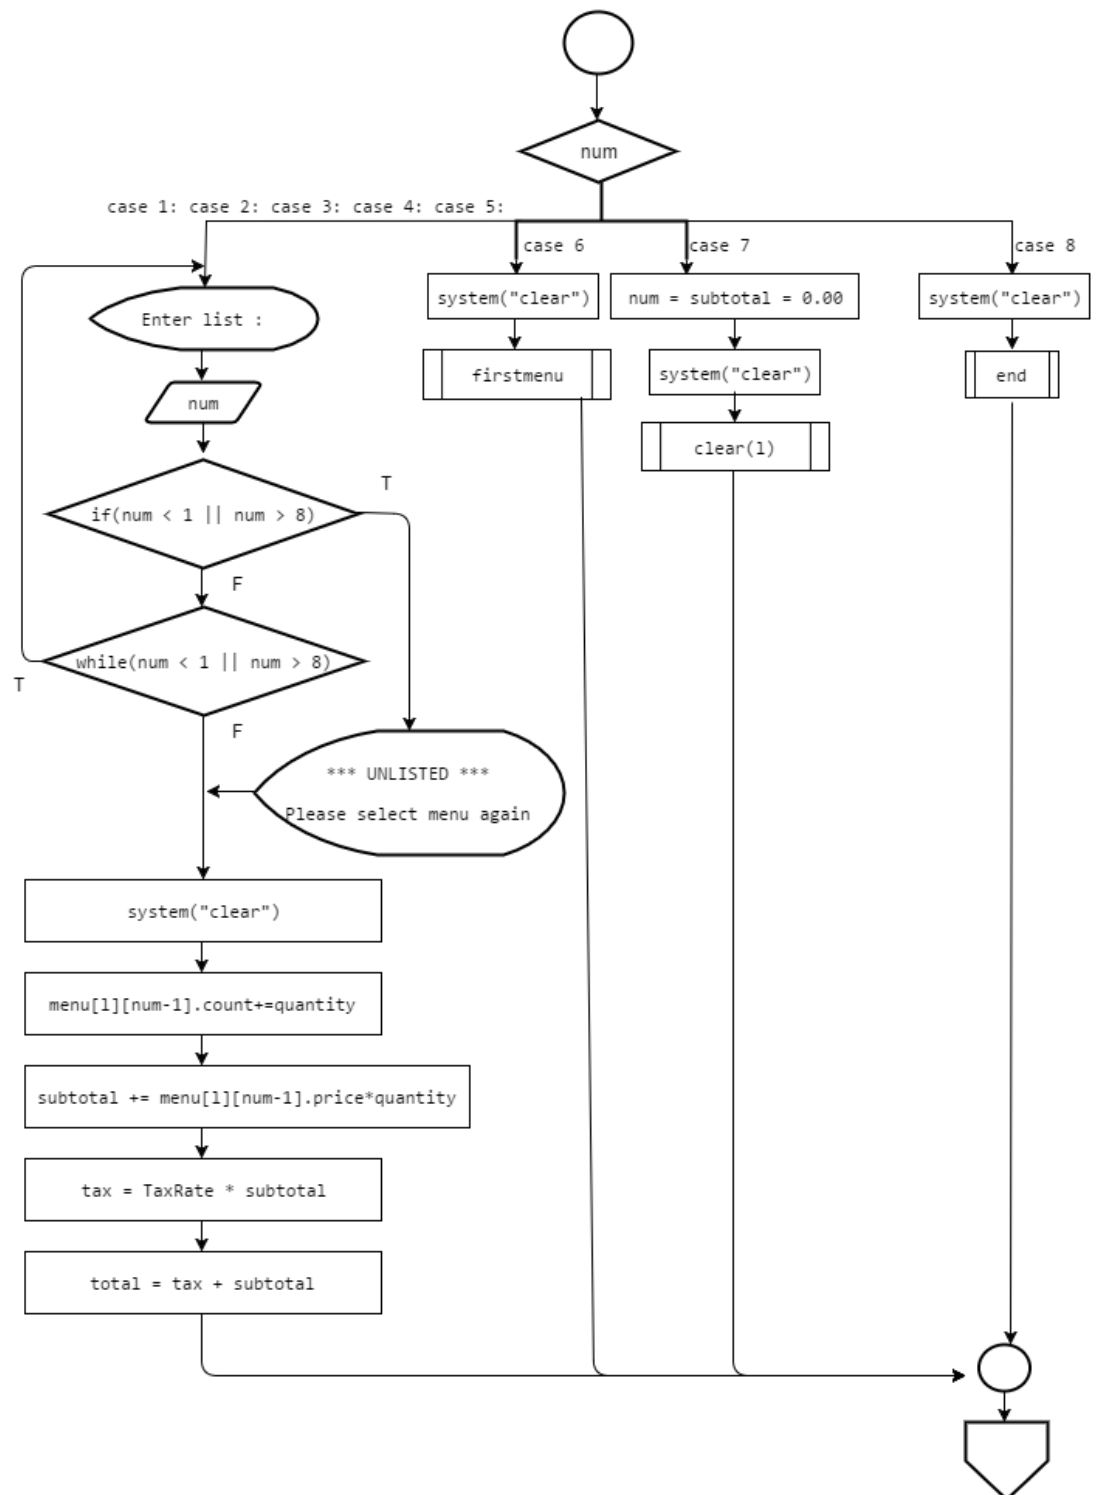 num
case 1: case 2: case 3: case 4: case 5:
case 6
case 7
case 8
system("clear")
num = subtotal = 0.00
system("clear")
Enter list :
firstmenu
system("clear")
end
num
clear(l)
T
if(num < 1 || num > 8)
F
while(num < 1 || num > 8)
T
F
*** UNLISTED ***
Please select menu again
system("clear")
menu[l][num-1].count+=quantity
subtotal += menu[l][num-1].price*quantity
tax = TaxRate * subtotal
total = tax + subtotal